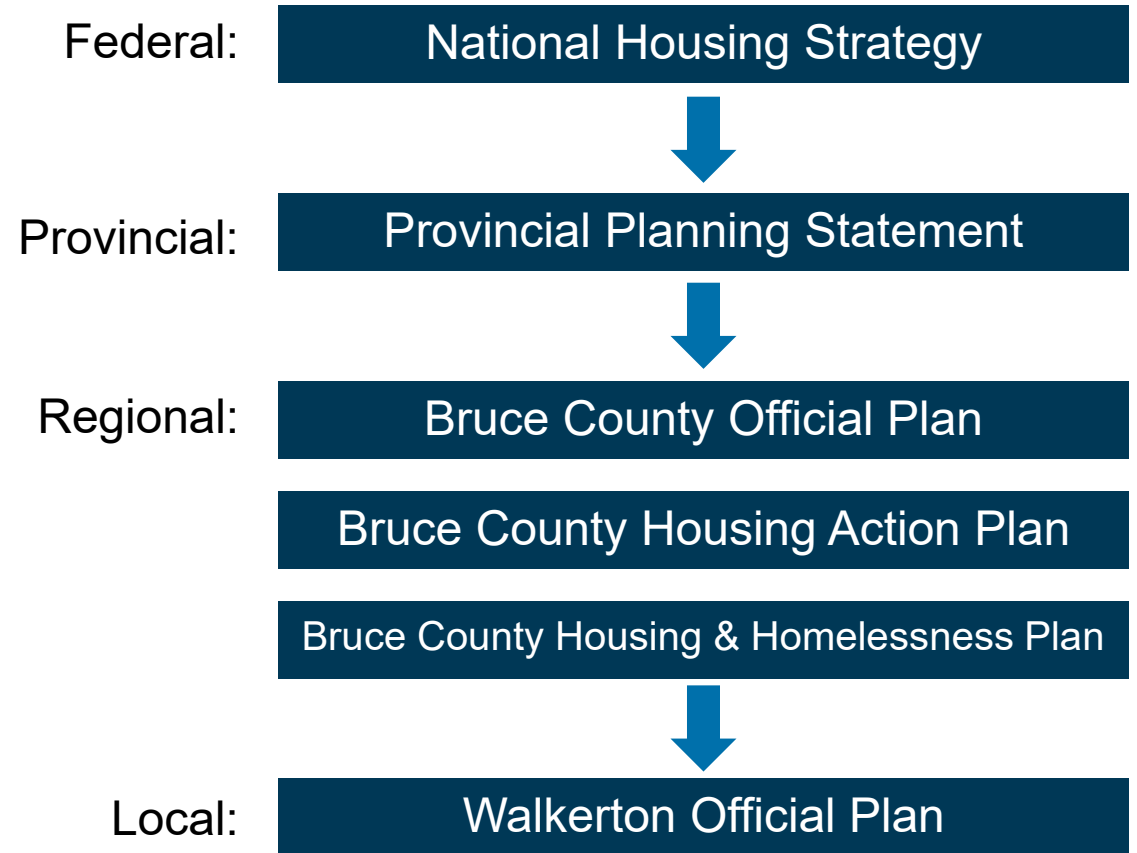 Federal:
National Housing Strategy
Provincial:
Provincial Planning Statement
Regional:
Bruce County Official Plan
Bruce County Housing Action Plan
Bruce County Housing & Homelessness Plan
Local:
Walkerton Official Plan